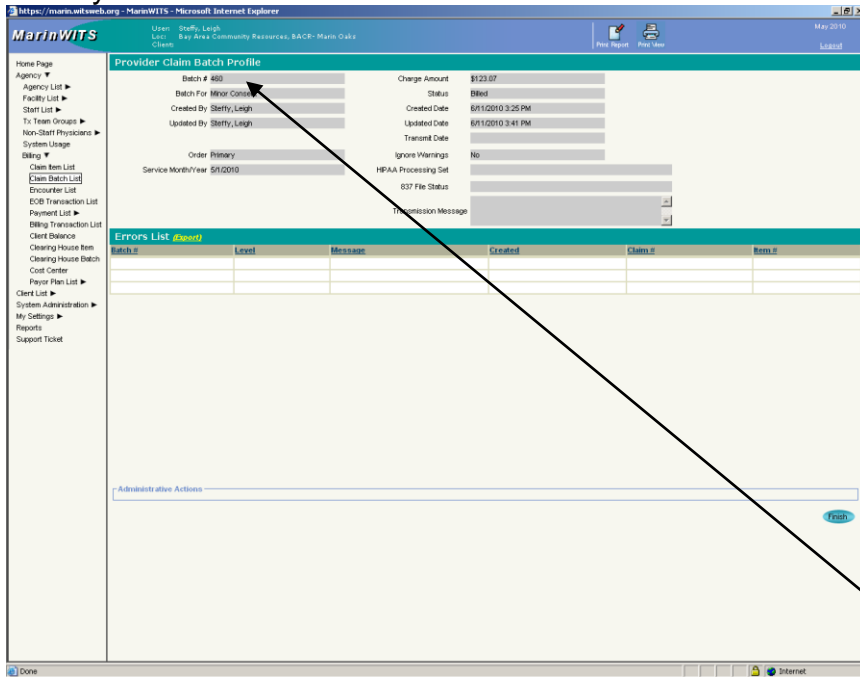 https://marin.witsweb.org - MarinWITS - Microsoft Internet Explorer
MarinWITS
User: Steffy, Leigh
Loc: Bay Area Community Resources, BACR- Marin Oaks
Client:
Print Report Print View
May 2010
Logout
Home Page
Agency ▼
Agency List ►
Facility List ►
Staff List ►
Tx Team Groups ►
Non-Staff Physicians ►
System Usage
Billing ▼
Claim Item List
Claim Batch List
Encounter List
EOB Transaction List
Payment List ►
Billing Transaction List
Client Balance
Clearing House Item
Clearing House Batch
Cost Center
Payor Plan List ►
Client List ►
System Administration ►
My Settings ►
Reports
Support Ticket
Provider Claim Batch Profile
Batch # 460 Charge Amount $123.07
Batch For Minor Consent Status Billed
Created By Steffy, Leigh Created Date 6/11/2010 3:25 PM
Updated By Steffy, Leigh Updated Date 6/11/2010 3:41 PM
Transmit Date
Order Primary Ignore Warnings No
Service Month/Year 5/1/2010 HIPAA Processing Set
837 File Status
Transmission Message
Errors List (Export)
Batch # Level Message Created Claim # Item #
Administrative Actions
Finish
Done Internet